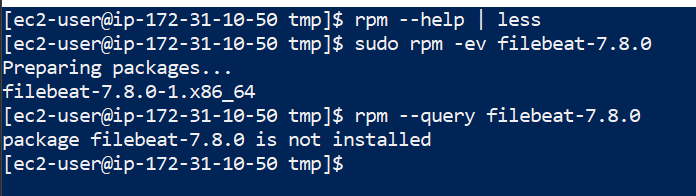 [ec2-user@ip-172-31-10-50 tmp]$ rpm --help | less
[ec2-user@ip-172-31-10-50 tmp]$ sudo rpm -ev filebeat-7.8.0
Preparing packages...
filebeat-7.8.0-1.x86_64
[ec2-user@ip-172-31-10-50 tmp]$ rpm --query filebeat-7.8.0
package filebeat-7.8.0 is not installed
[ec2-user@ip-172-31-10-50 tmp]$